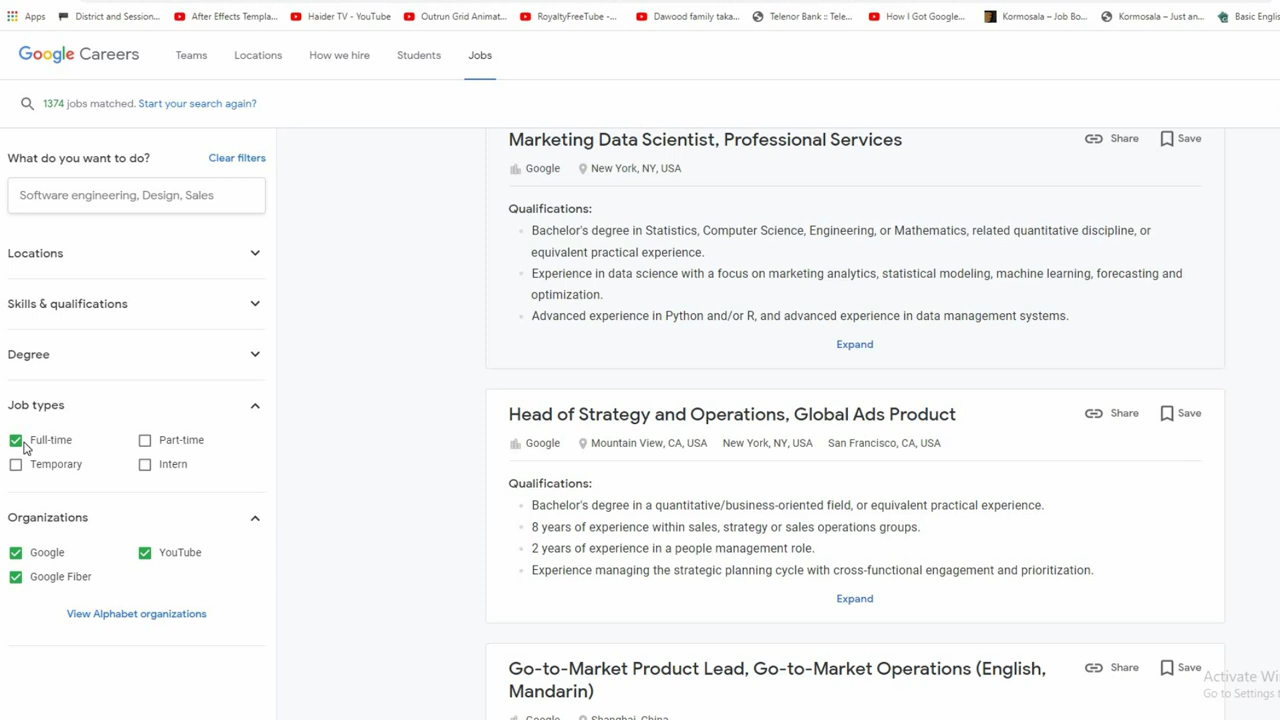 Apps District and Session... After Effects Templa... Haider TV - YouTube Outrun Grid Animat... RoyaltyFreeTube -... Dawood family taka... Telenor Bank :: Tele... How I Got Google... Kormosala – Job Bo... Kormosala – Just an... Basic Englis
Google Careers Teams Locations How we hire Students Jobs
1374 jobs matched. Start your search again?
What do you want to do? Clear filters
Software engineering, Design, Sales
Locations
Skills & qualifications
Degree
Job types
Full-time Part-time
Temporary Intern
Organizations
Google YouTube
Google Fiber
View Alphabet organizations
Marketing Data Scientist, Professional Services Share Save
Google New York, NY, USA
Qualifications:
Bachelor's degree in Statistics, Computer Science, Engineering, or Mathematics, related quantitative discipline, or
equivalent practical experience.
Experience in data science with a focus on marketing analytics, statistical modeling, machine learning, forecasting and
optimization.
Advanced experience in Python and/or R, and advanced experience in data management systems.
Expand
Head of Strategy and Operations, Global Ads Product Share Save
Google Mountain View, CA, USA New York, NY, USA San Francisco, CA, USA
Qualifications:
Bachelor's degree in a quantitative/business-oriented field, or equivalent practical experience.
8 years of experience within sales, strategy or sales operations groups.
2 years of experience in a people management role.
Experience managing the strategic planning cycle with cross-functional engagement and prioritization.
Expand
Go-to-Market Product Lead, Go-to-Market Operations (English, Share Save
Mandarin)
Google Shanghai, China
Activate Wi
Go to Settings t